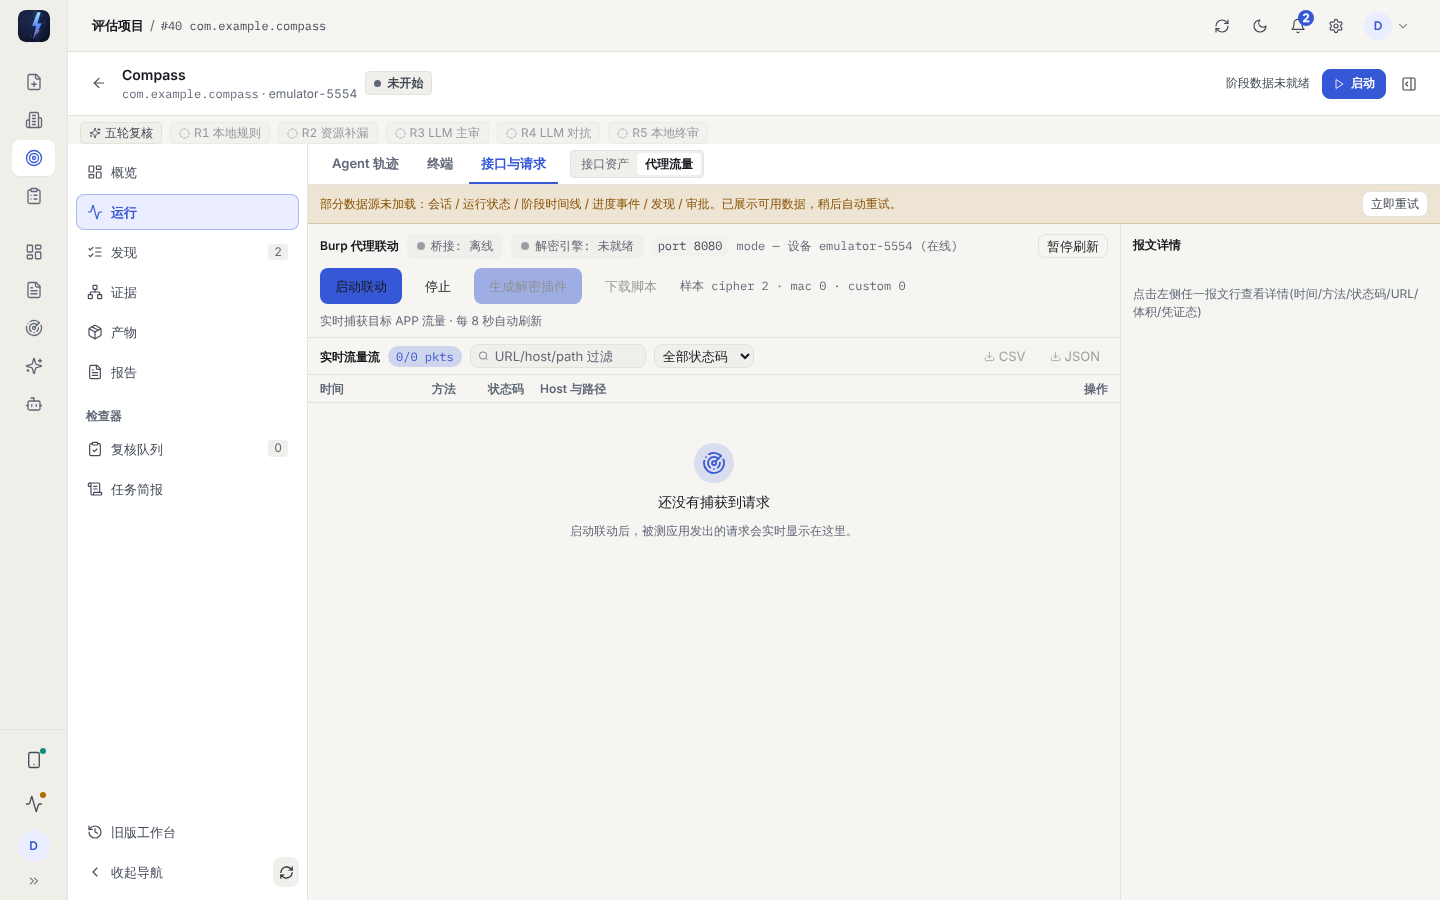 评估项目 / #40 com.example.compass
2
D
Compass
com.example.compass · emulator-5554
未开始
阶段数据未就绪
启动
五轮复核
R1 本地规则
R2 资源补漏
R3 LLM 主审
R4 LLM 对抗
R5 本地终审
概览
运行
发现
2
证据
产物
报告
检查器
复核队列
0
任务简报
旧版工作台
收起导航
D
Agent 轨迹
终端
接口与请求
接口资产
代理流量
部分数据源未加载：会话 / 运行状态 / 阶段时间线 / 进度事件 / 发现 / 审批。已展示可用数据，稍后自动重试。
立即重试
Burp 代理联动
桥接: 离线
解密引擎: 未就绪
port 8080
mode — 设备 emulator-5554 (在线)
暂停刷新
启动联动
停止
生成解密插件
下载脚本
样本 cipher 2 · mac 0 · custom 0
实时捕获目标 APP 流量 · 每 8 秒自动刷新
实时流量流
0/0 pkts
URL/host/path 过滤
全部状态码
CSV
JSON
时间
方法
状态码
Host 与路径
操作
还没有捕获到请求
启动联动后，被测应用发出的请求会实时显示在这里。
报文详情
点击左侧任一报文行查看详情(时间/方法/状态码/URL/
体积/凭证态)